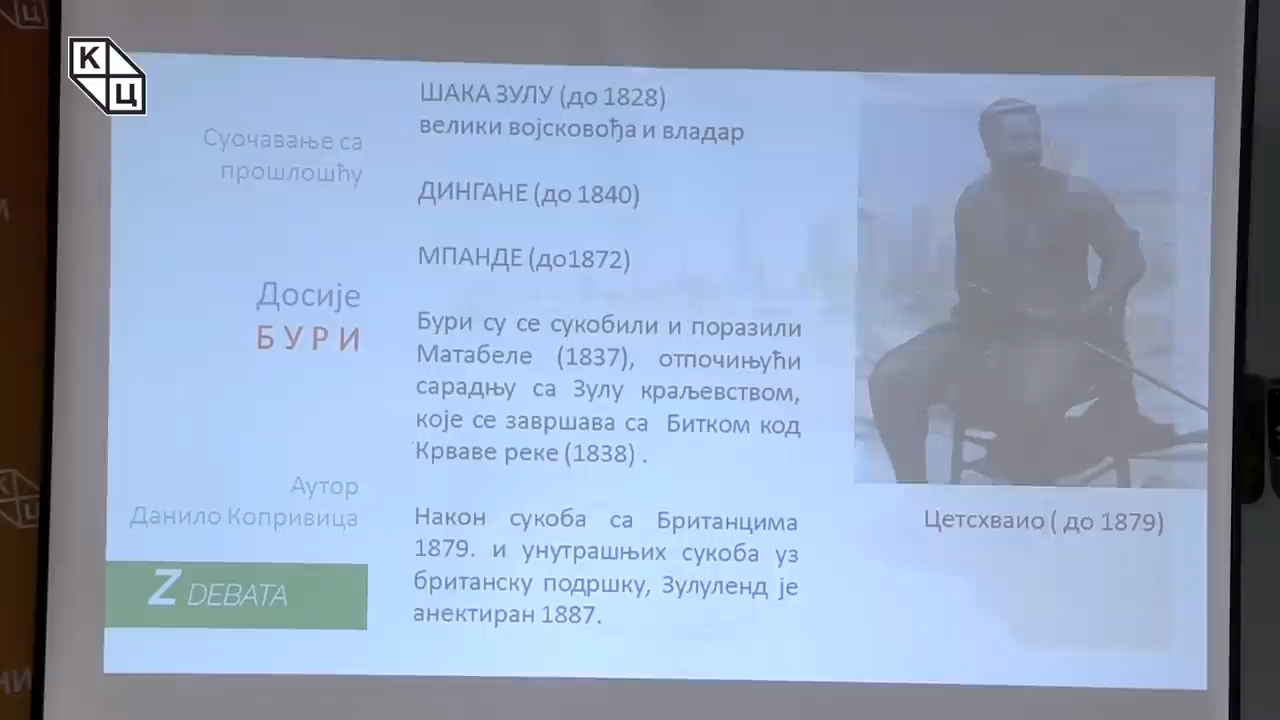 К
Ц
Суочавање са
прошлошћу
Досије
БУРИ
Аутор
Данило Копривица
Z DEBATA
ШАКА ЗУЛУ (до 1828)
велики војсковођа и владар
ДИНГАНЕ (до 1840)
МПАНДЕ (до1872)
Бури су се сукобили и поразили
Матабеле (1837), отпочињући
сарадњу са Зулу краљевством,
које се завршава са Битком код
Крваве реке (1838) .
Након сукоба са Британцима
1879. и унутрашњих сукоба уз
британску подршку, Зулуленд је
анектиран 1887.
Цетсхваио ( до 1879)